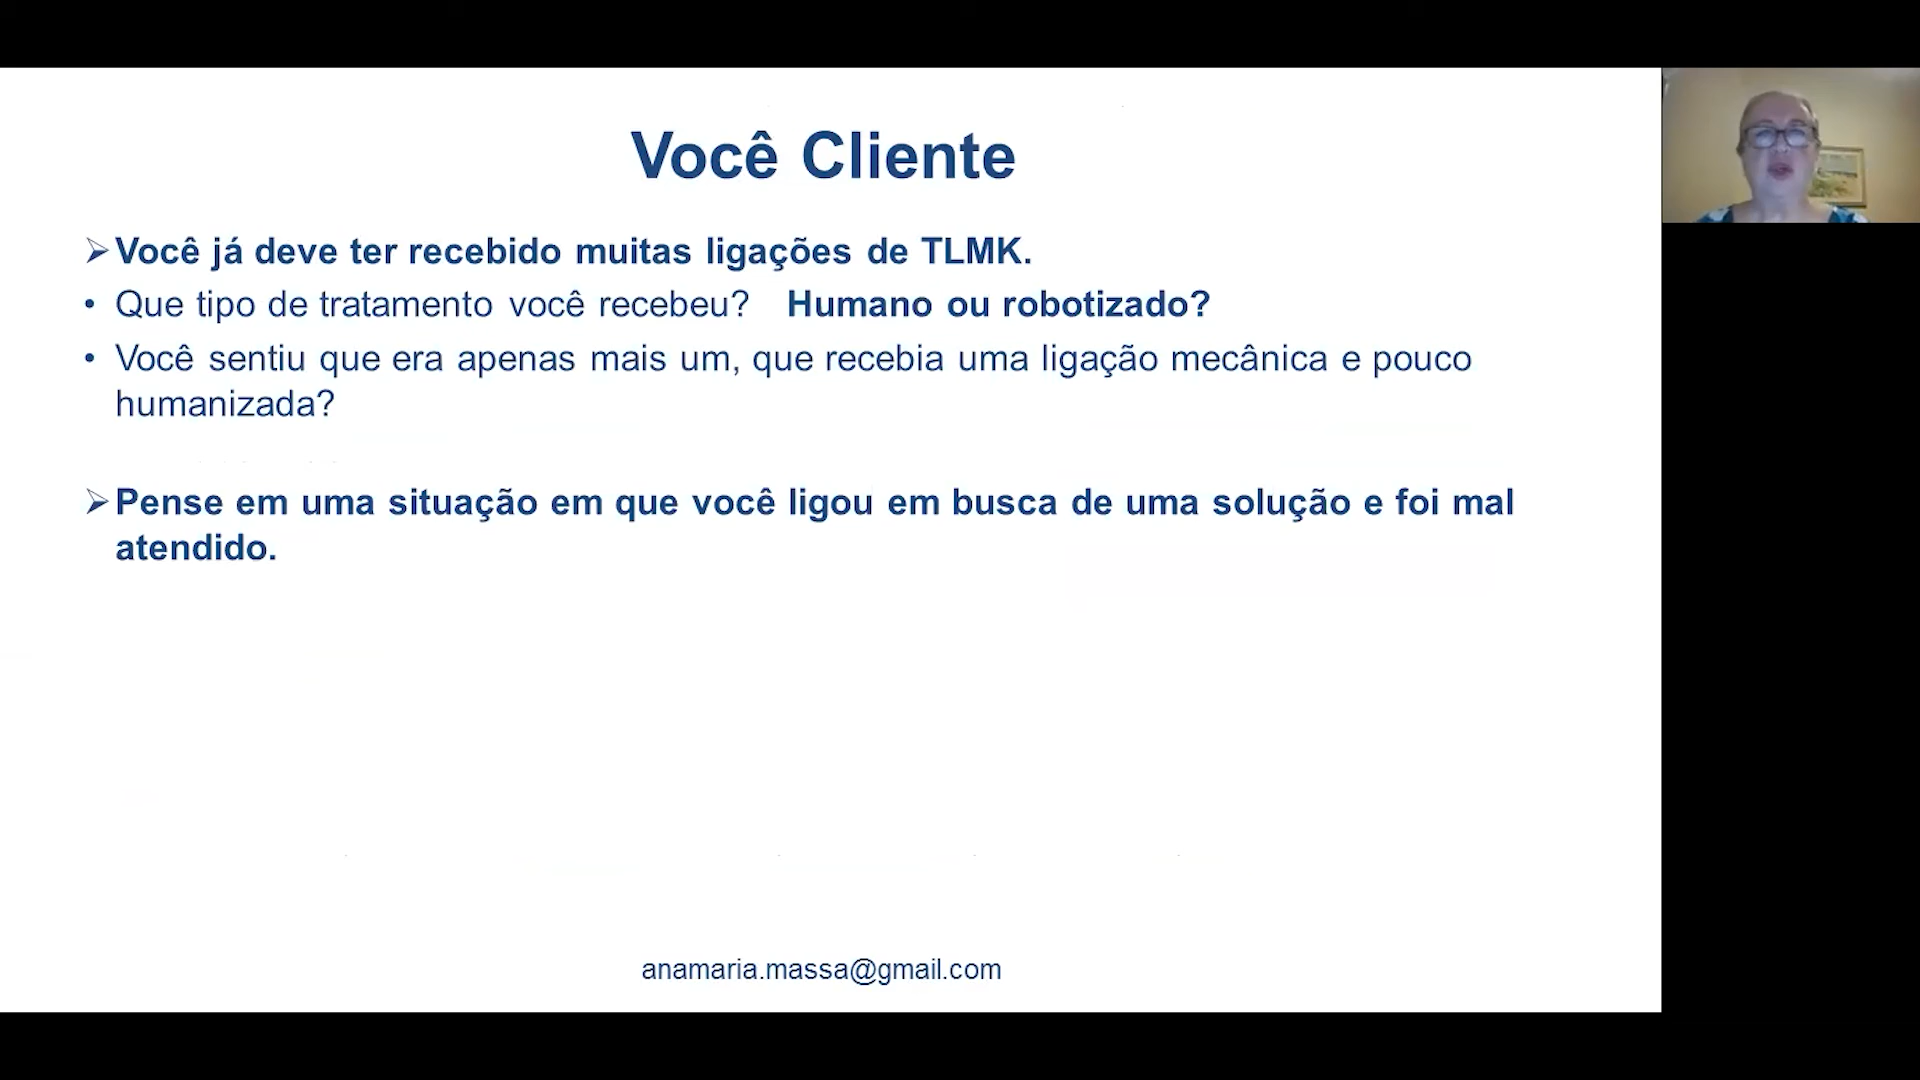 Você Cliente
➢Você já deve ter recebido muitas ligações de TLMK.
• Que tipo de tratamento você recebeu? Humano ou robotizado?
• Você sentiu que era apenas mais um, que recebia uma ligação mecânica e pouco
humanizada?
➢Pense em uma situação em que você ligou em busca de uma solução e foi mal
atendido.
anamaria.massa@gmail.com